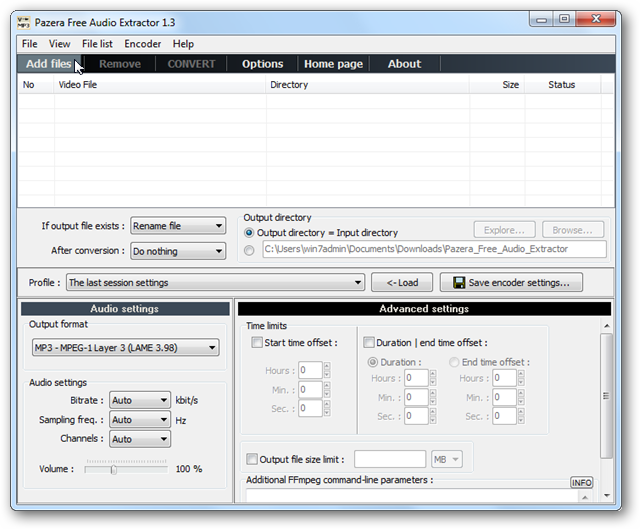 Pazera Free Audio Extractor 1.3
File View File list Encoder Help
Add files Remove CONVERT Options Home page About
No Video File Directory Size Status
If output file exists : Rename file
After conversion : Do nothing
Output directory
Output directory = Input directory
Explore... Browse...
C:\Users\win7admin\Documents\Downloads\Pazera_Free_Audio_Extractor
Profile : The last session settings <- Load Save encoder settings...
Audio settings
Output format
MP3 - MPEG-1 Layer 3 (LAME 3.98)
Audio settings
Bitrate : Auto kbit/s
Sampling freq. : Auto Hz
Channels : Auto
Volume : 100 %
Advanced settings
Time limits
Start time offset :
Hours : 0
Min. : 0
Sec. : 0
Duration | end time offset :
Duration : End time offset :
Hours : 0 Hours : 0
Min. : 0 Min. : 0
Sec. : 0 Sec. : 0
Output file size limit : MB
Additional FFmpeg command-line parameters : INFO